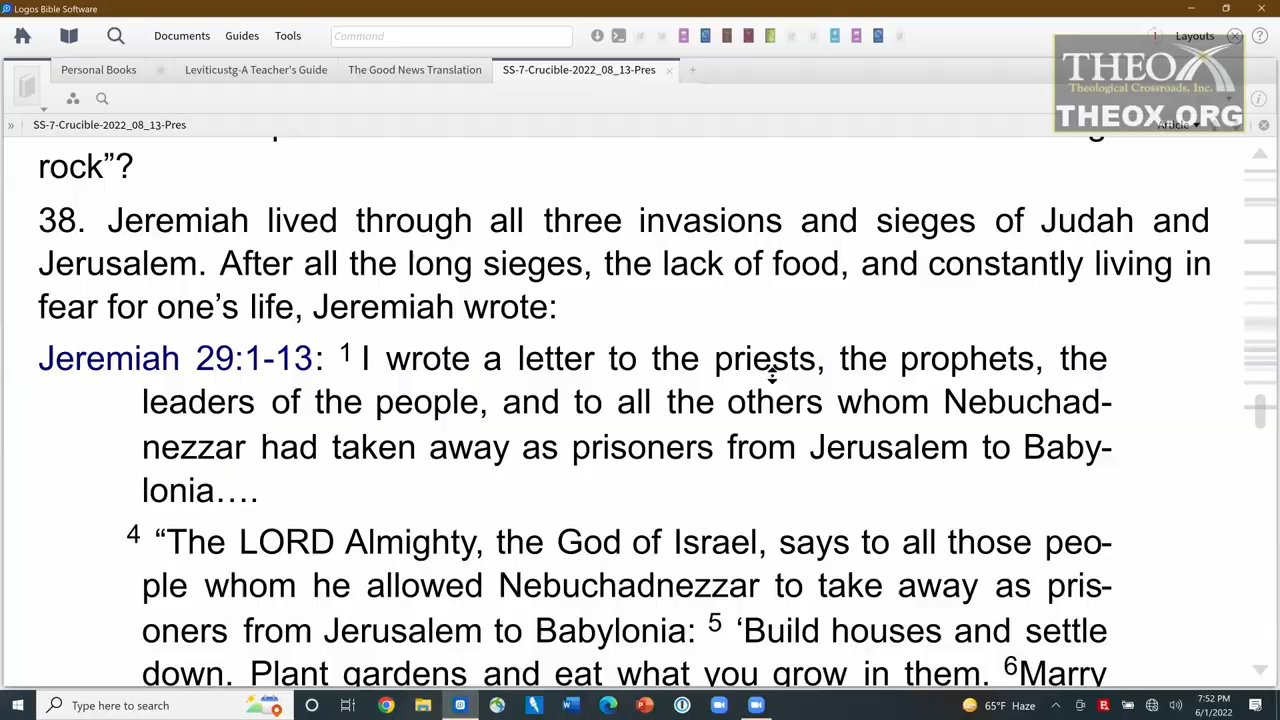 Logos Bible Software
Documents Guides Tools Command Layouts
THEOX
Theological Crossroads, Inc.
THEOX.ORG
Personal Books Leviticustg-A Teacher's Guide The Good News Translation SS-7-Crucible-2022_08_13-Pres
SS-7-Crucible-2022_08_13-Pres Article
rock”?
38. Jeremiah lived through all three invasions and sieges of Judah and
Jerusalem. After all the long sieges, the lack of food, and constantly living in
fear for one’s life, Jeremiah wrote:
Jeremiah 29:1-13: 1 I wrote a letter to the priests, the prophets, the
leaders of the people, and to all the others whom Nebuchad-
nezzar had taken away as prisoners from Jerusalem to Baby-
lonia….
4 “The LORD Almighty, the God of Israel, says to all those peo-
ple whom he allowed Nebuchadnezzar to take away as pris-
oners from Jerusalem to Babylonia: 5 ‘Build houses and settle
down. Plant gardens and eat what you grow in them. 6Marry
Type here to search
65°F Haze
7:52 PM
6/1/2022